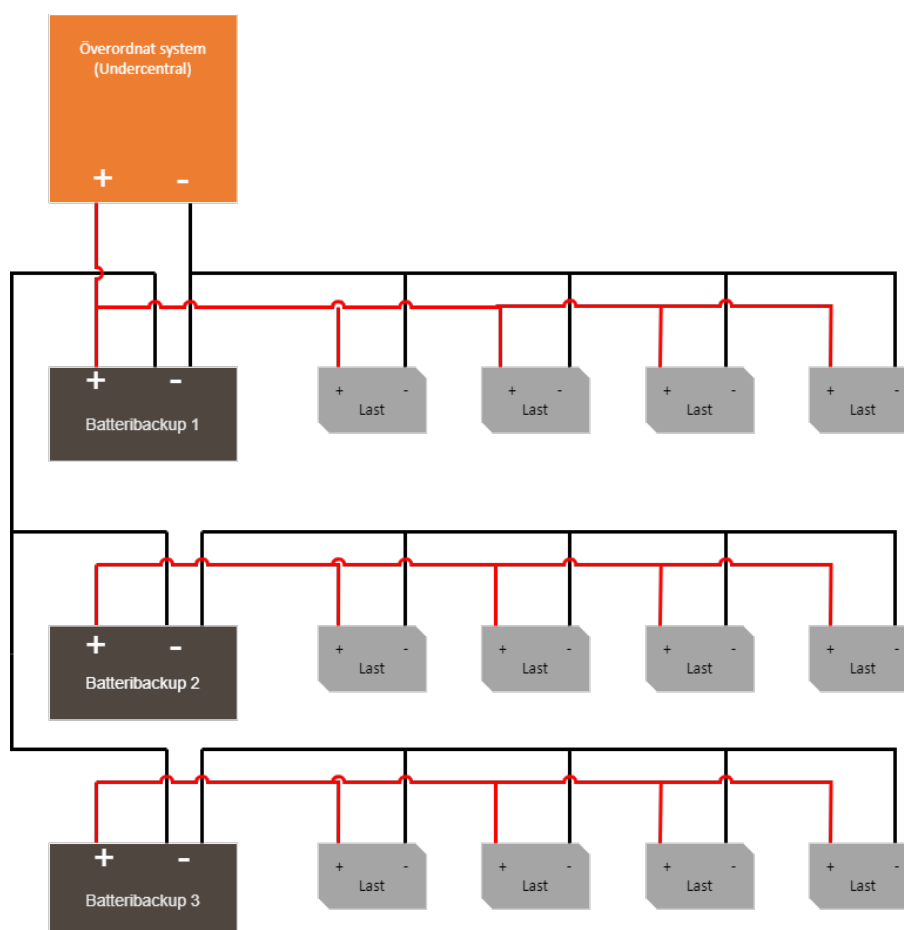 Överordnat system
(Undercentral)
+ -
+ -
Batteribackup 1
+ -
Last
+ -
Last
+ -
Last
+ -
Last
+ -
Batteribackup 2
+ -
Last
+ -
Last
+ -
Last
+ -
Last
+ -
Batteribackup 3
+ -
Last
+ -
Last
+ -
Last
+ -
Last